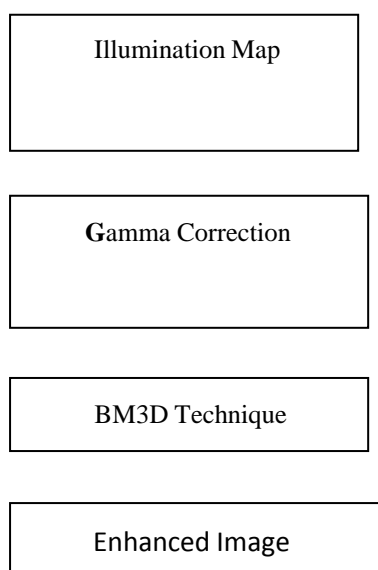 Illumination Map
Gamma Correction
BM3D Technique
Enhanced Image